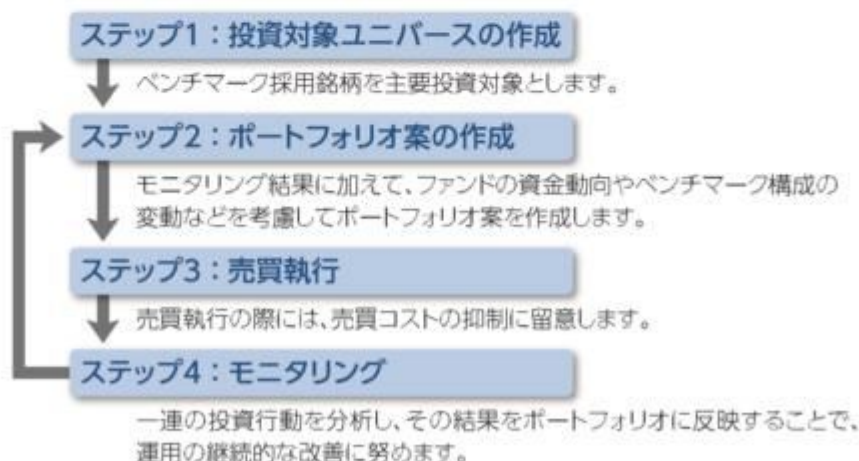 ステップ1：投資対象ユニバースの作成
ベンチマーク採用銘柄を主要投資対象とします。
ステップ2：ポートフォリオ案の作成
モニタリング結果に加えて、ファンドの資金動向やベンチマーク構成の
変動などを考慮してポートフォリオ案を作成します。
ステップ3：売買執行
売買執行の際には、売買コストの抑制に留意します。
ステップ4：モニタリング
一連の投資行動を分析し、その結果をポートフォリオに反映することで、
運用の継続的な改善に努めます。